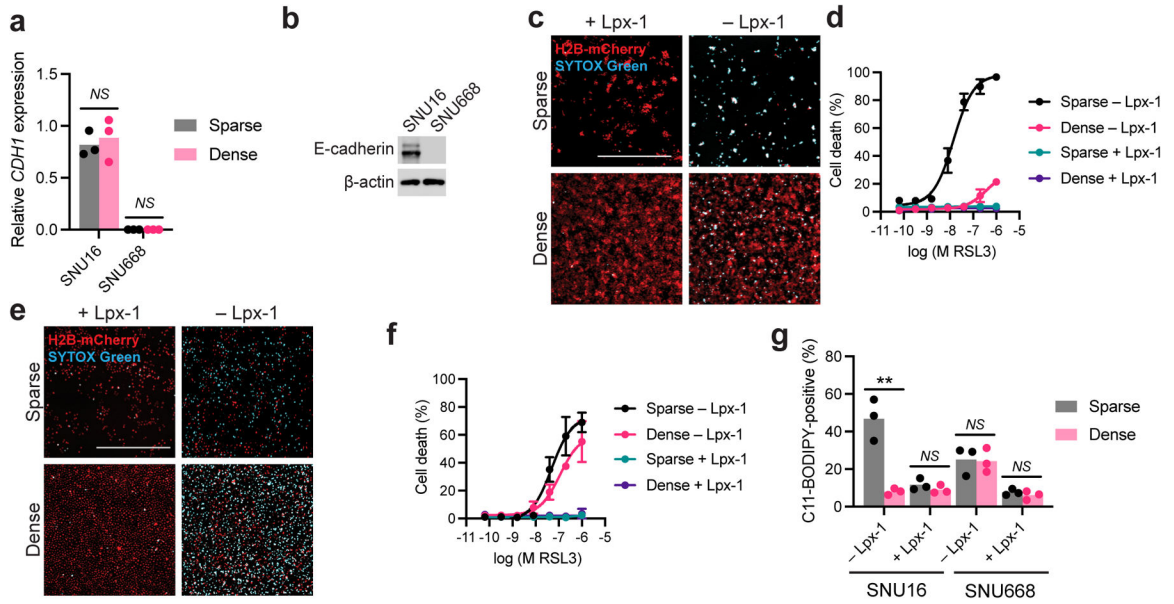 a
Relative CDH1 expression
1.5
1.0
0.5
0.0
NS
NS
SNU16
SNU668
Sparse
Dense
b
SNU16
SNU668
E-cadherin
β-actin
c
+ Lpx-1
– Lpx-1
H2B-mCherry
SYTOX Green
Sparse
Dense
d
Cell death (%)
100
80
60
40
20
0
-11 -10 -9 -8 -7 -6 -5
log (M RSL3)
Sparse – Lpx-1
Dense – Lpx-1
Sparse + Lpx-1
Dense + Lpx-1
e
+ Lpx-1
– Lpx-1
H2B-mCherry
SYTOX Green
Sparse
Dense
f
Cell death (%)
100
80
60
40
20
0
-11 -10 -9 -8 -7 -6 -5
log (M RSL3)
Sparse – Lpx-1
Dense – Lpx-1
Sparse + Lpx-1
Dense + Lpx-1
g
C11-BODIPY-positive (%)
80
60
40
20
0
**
NS
NS
NS
– Lpx-1
+ Lpx-1
– Lpx-1
+ Lpx-1
SNU16
SNU668
Sparse
Dense